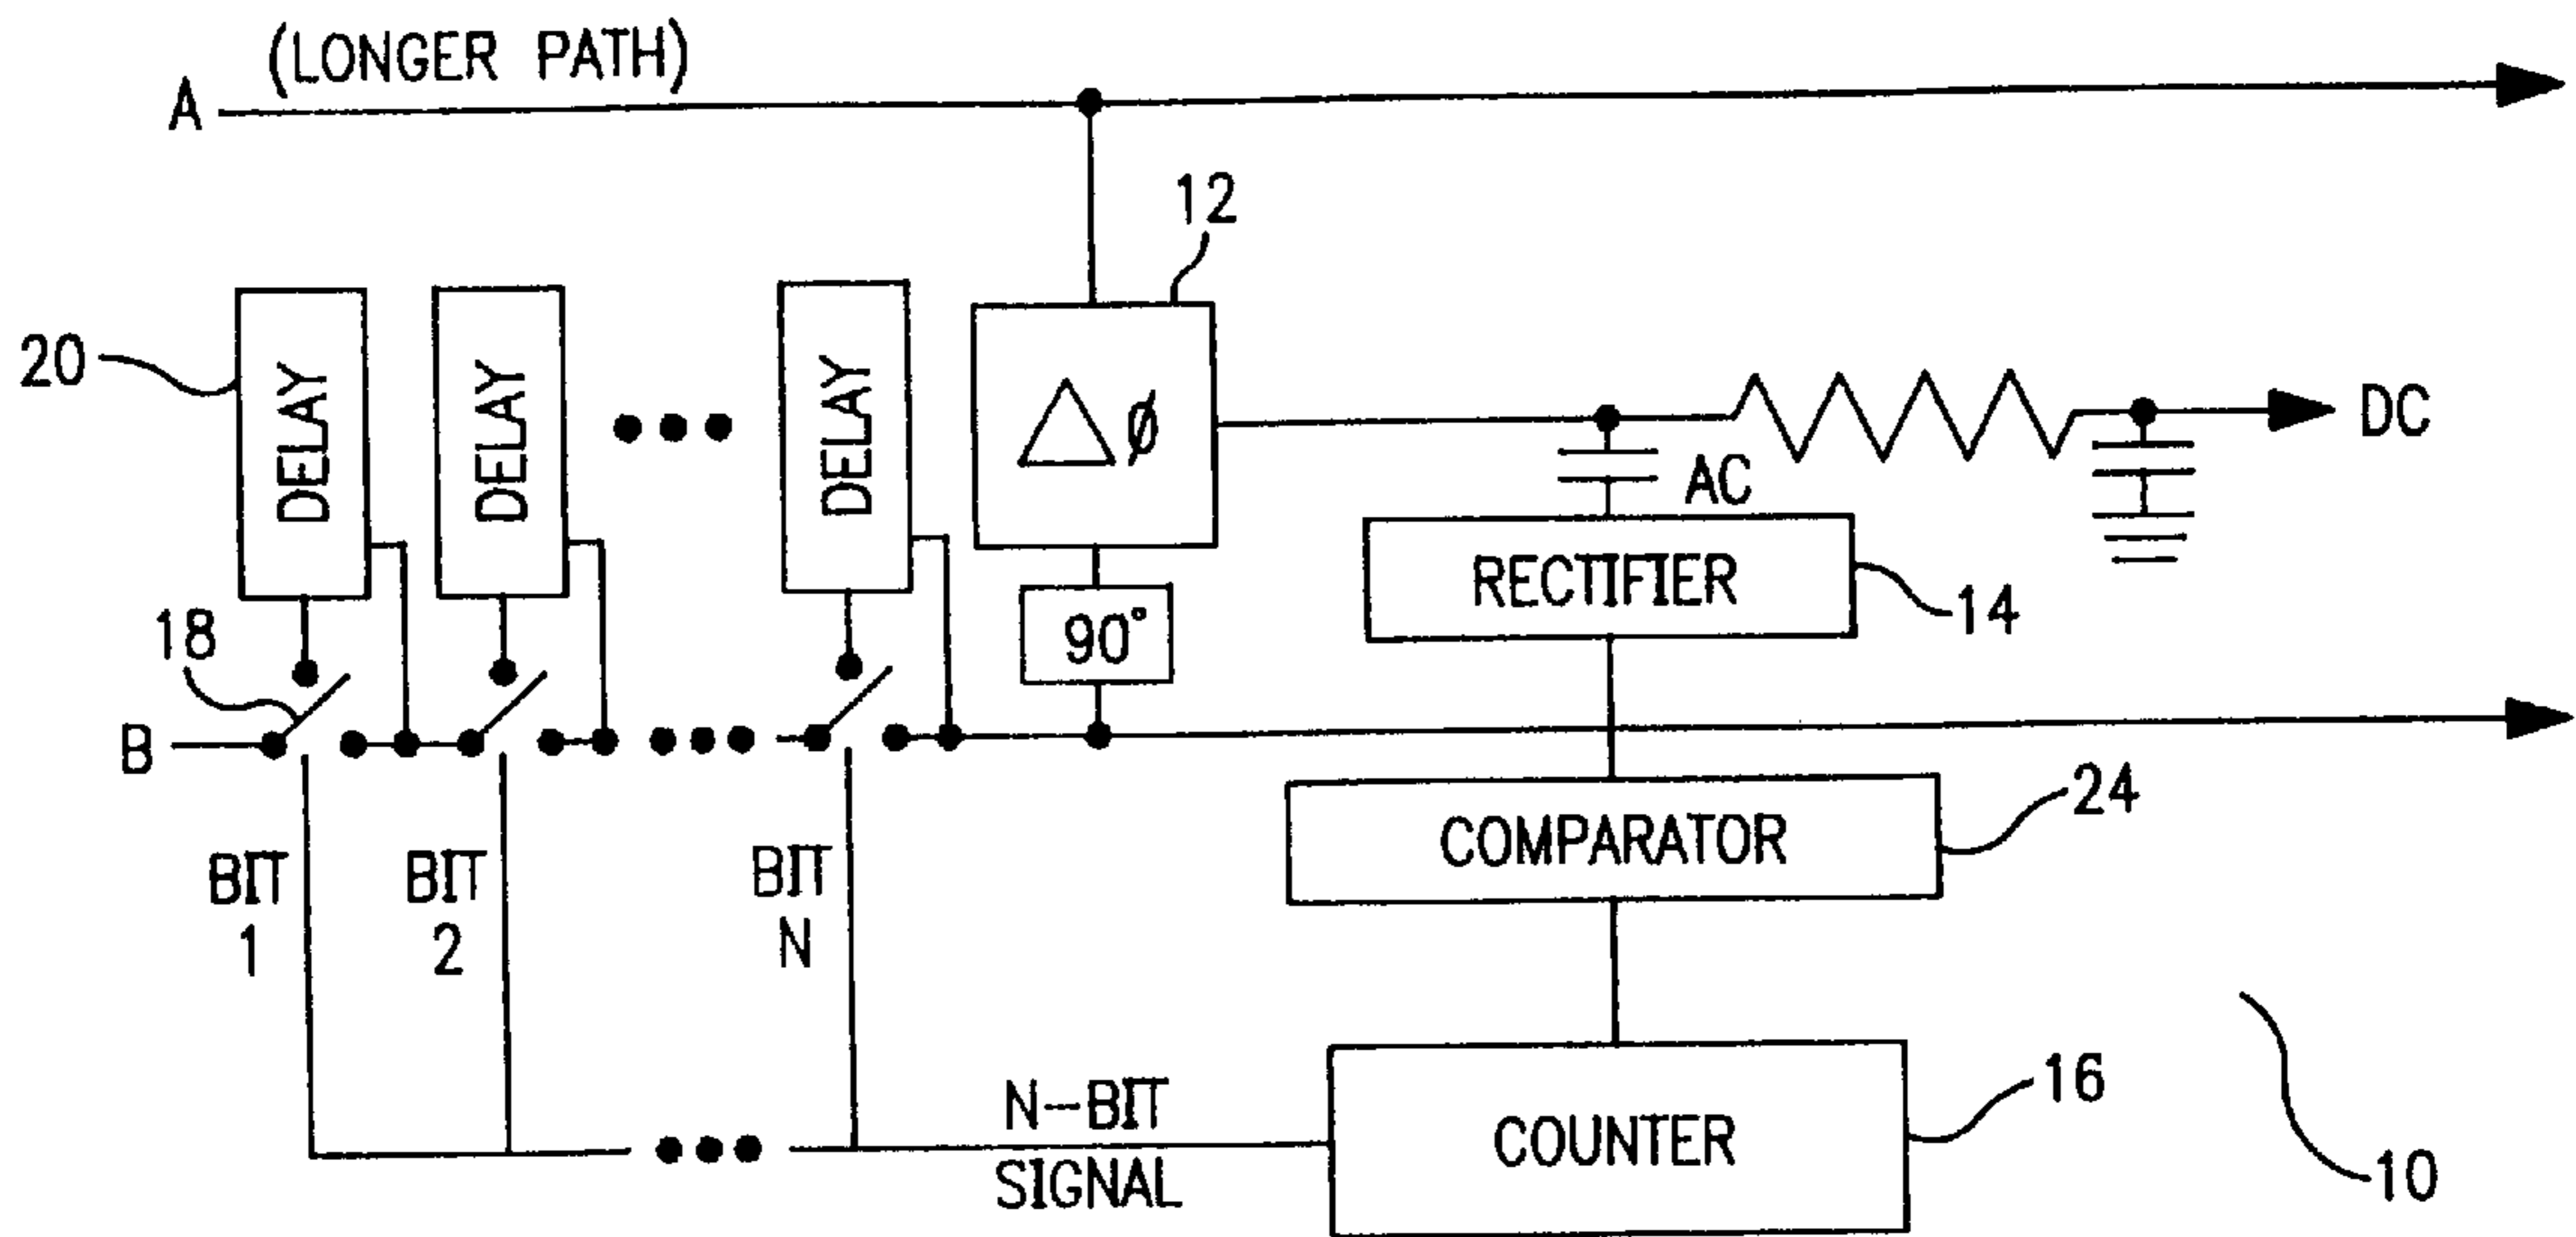 (LONGER PATH)
A
12
20
DELAY
DELAY
DELAY
△Ø
DC
AC
RECTIFIER
14
90°
18
B
COMPARATOR
24
BIT
1
BIT
2
BIT
N
N-BIT
SIGNAL
COUNTER
16
10